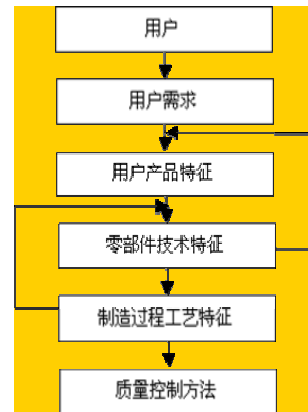 用户
用户需求
用户产品特征
零部件技术特征
制造过程工艺特征
质量控制方法